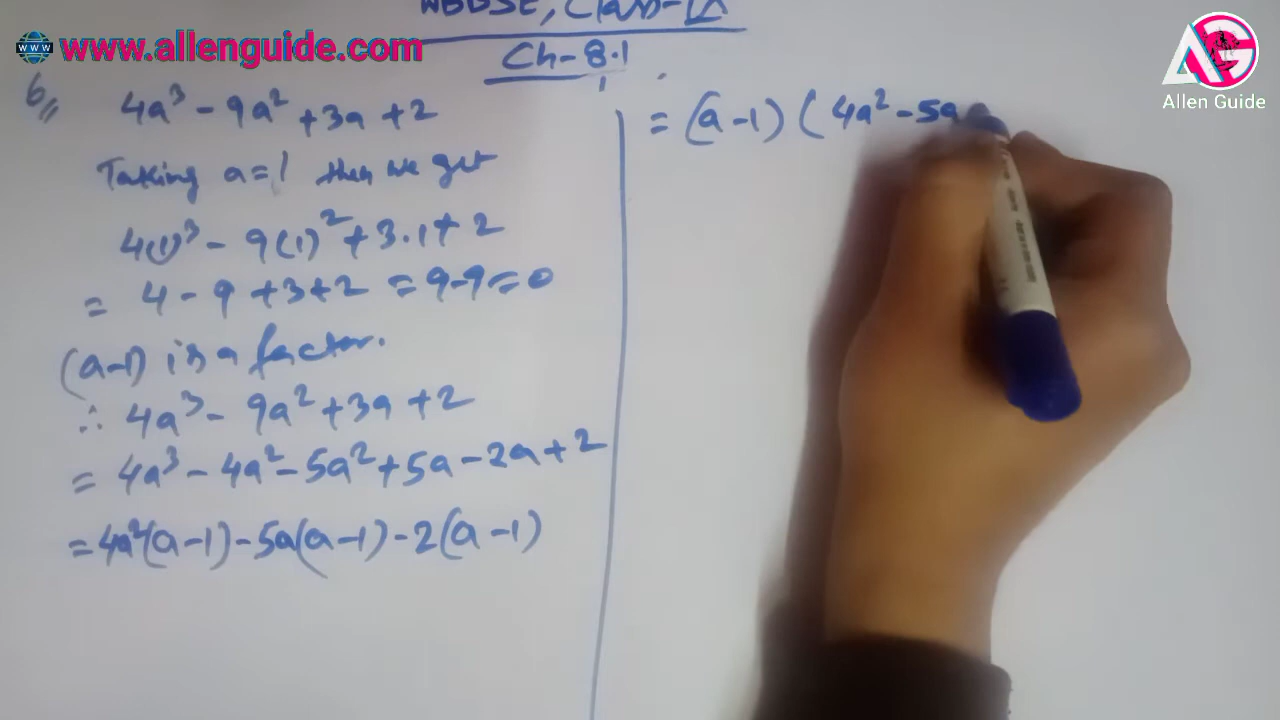 WBBSE, Class-IX
www.allenguide.com
Ch-8.1
Allen Guide
6,, 4a³ - 9a² + 3a + 2
Taking a=1 then we get
4(1)³ - 9(1)² + 3.1 + 2
= 4 - 9 + 3 + 2 = 9-9 = 0
(a-1) is a factor.
∴ 4a³ - 9a² + 3a + 2
= 4a³ - 4a² - 5a² + 5a - 2a + 2
= 4a²(a-1) - 5a(a-1) - 2(a-1)
= (a-1) (4a² - 5a